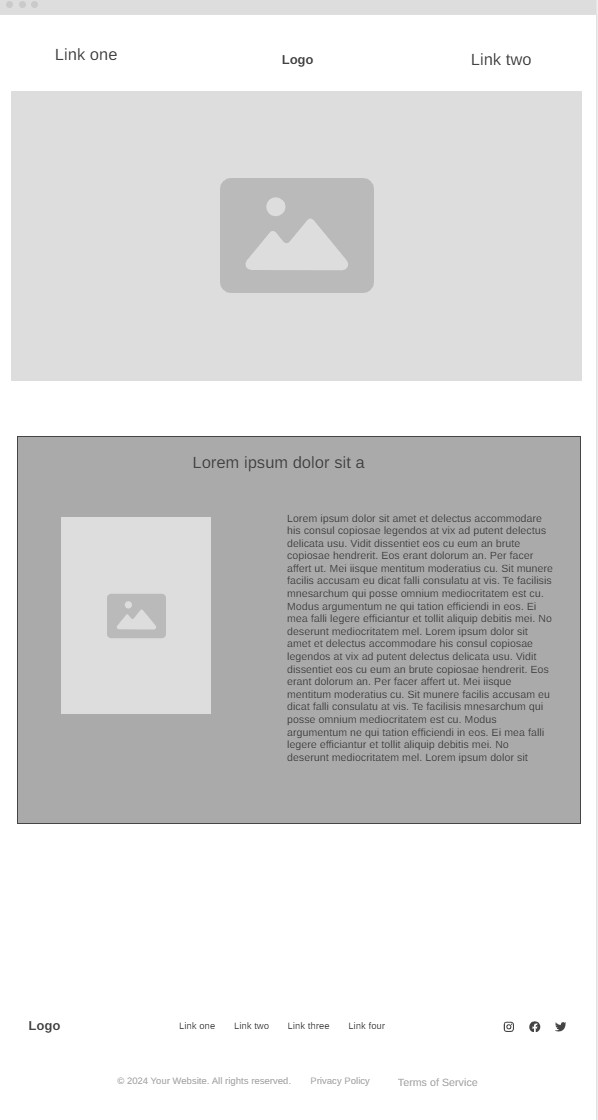 Link one
Logo
Link two
Lorem ipsum dolor sit a
Lorem ipsum dolor sit amet et delectus accommodare
his consul copiosae legendos at vix ad putent delectus
delicata usu. Vidit dissentiet eos cu eum an brute
copiosae hendrerit. Eos erant dolorum an. Per facer
affert ut. Mei iisque mentitum moderatius cu. Sit munere
facilis accusam eu dicat falli consulatu at vis. Te facilisis
mnesarchum qui posse omnium mediocritatem est cu.
Modus argumentum ne qui tation efficiendi in eos. Ei
mea falli legere efficiantur et tollit aliquip debitis mei. No
deserunt mediocritatem mel. Lorem ipsum dolor sit
amet et delectus accommodare his consul copiosae
legendos at vix ad putent delectus delicata usu. Vidit
dissentiet eos cu eum an brute copiosae hendrerit. Eos
erant dolorum an. Per facer affert ut. Mei iisque
mentitum moderatius cu. Sit munere facilis accusam eu
dicat falli consulatu at vis. Te facilisis mnesarchum qui
posse omnium mediocritatem est cu. Modus
argumentum ne qui tation efficiendi in eos. Ei mea falli
legere efficiantur et tollit aliquip debitis mei. No
deserunt mediocritatem mel. Lorem ipsum dolor sit
Logo
Link one
Link two
Link three
Link four
© 2024 Your Website. All rights reserved.
Privacy Policy
Terms of Service